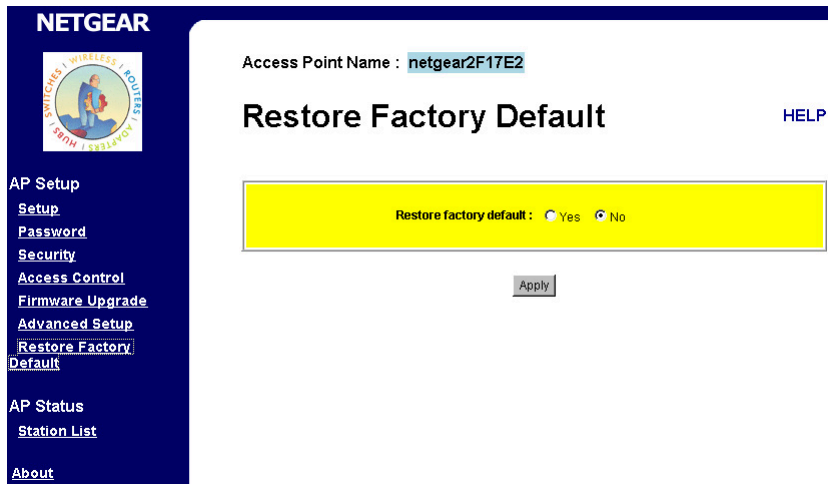 NETGEAR
SWITCHES WIRELESS ROUTERS ADAPTERS HUBS
AP Setup
Setup
Password
Security
Access Control
Firmware Upgrade
Advanced Setup
Restore Factory
Default
AP Status
Station List
About
Access Point Name : netgear2F17E2
Restore Factory Default
HELP
Restore factory default : Yes No
Apply